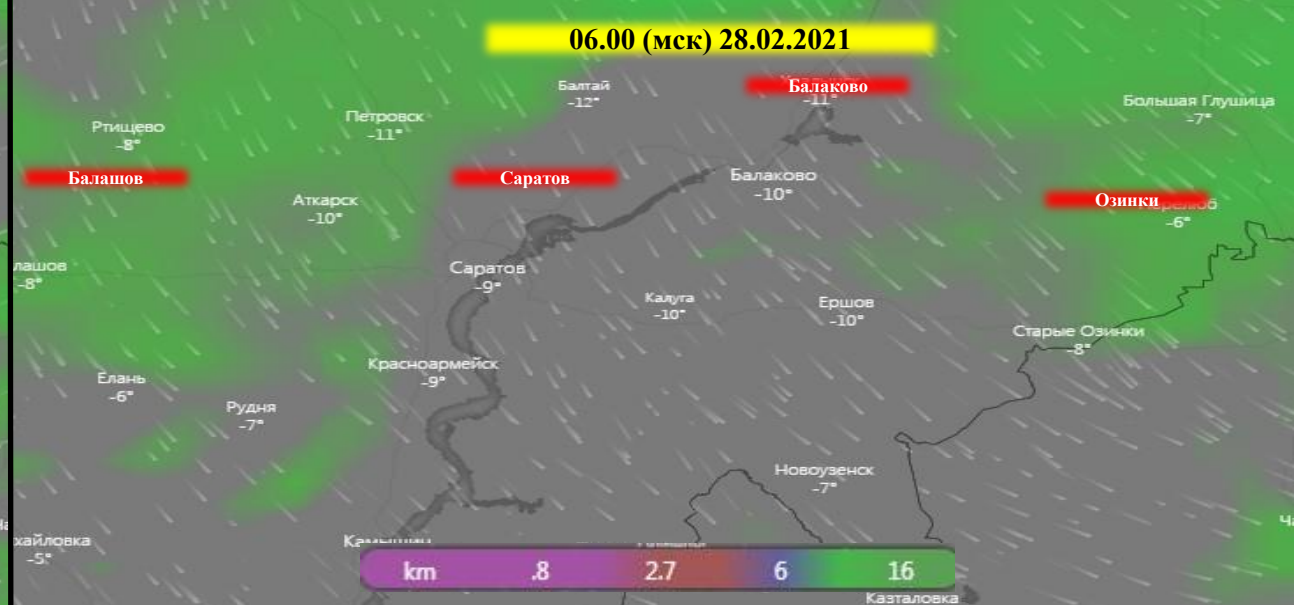 06.00 (мск) 28.02.2021
Балтай
-12°
Балаково
-11°
Большая Глушица
-7°
Петровск
-11°
Ртищево
-8°
Балашов
Саратов
Балаково
-10°
Озинки
-6°
Аткарск
-10°
лашов
-8°
Саратов
-9°
Калуга
-10°
Ершов
-10°
Старые Озинки
-8°
Красноармейск
-9°
Елань
-6°
Рудня
-7°
Новоузенск
-7°
хайловка
-5°
km .8 2.7 6 16
Казталовка